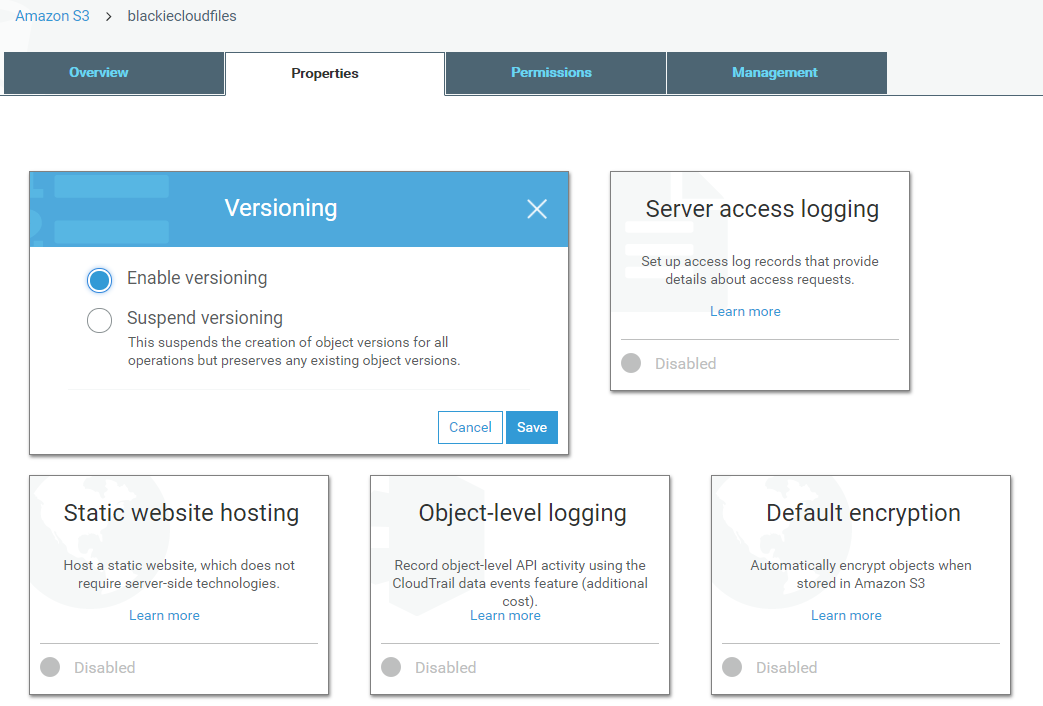 Amazon S3 > blackiecloudfiles
Overview
Properties
Permissions
Management
Versioning
Enable versioning
Suspend versioning
This suspends the creation of object versions for all
operations but preserves any existing object versions.
Cancel
Save
Server access logging
Set up access log records that provide
details about access requests.
Learn more
Disabled
Static website hosting
Host a static website, which does not
require server-side technologies.
Learn more
Disabled
Object-level logging
Record object-level API activity using the
CloudTrail data events feature (additional
cost).
Learn more
Disabled
Default encryption
Automatically encrypt objects when
stored in Amazon S3
Learn more
Disabled